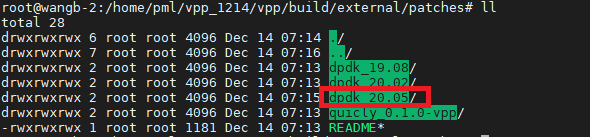 root@wangb-2:/home/pml/vpp_1214/vpp/build/external/patches# ll
total 28
drwxrwxrwx 6 root root 4096 Dec 14 07:14 ./
drwxrwxrwx 7 root root 4096 Dec 14 07:16 ../
drwxrwxrwx 2 root root 4096 Dec 14 07:13 dpdk_19.08/
drwxrwxrwx 2 root root 4096 Dec 14 07:13 dpdk_20.02/
drwxrwxrwx 2 root root 4096 Dec 14 07:15 dpdk_20.05/
drwxrwxrwx 2 root root 4096 Dec 14 07:13 quicly_0.1.0-vpp/
-rwxrwxrwx 1 root root 1181 Dec 14 07:13 README*